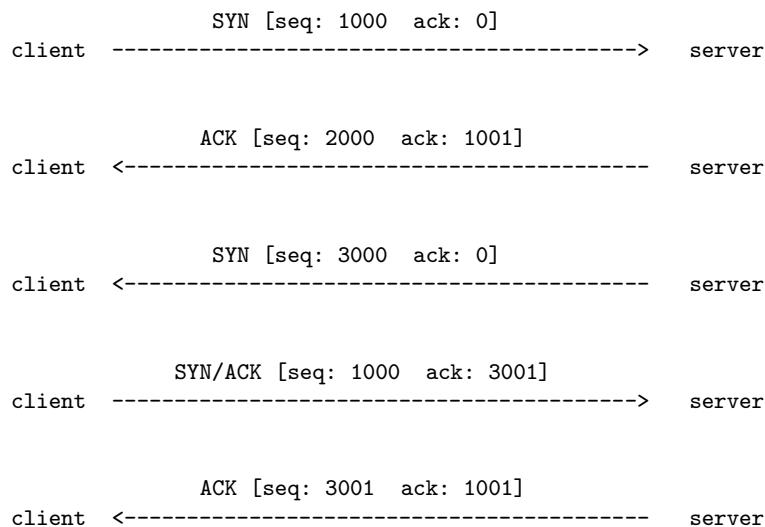 SYN [seq: 1000  ack: 0]
client  ------------------------------------------>  server
ACK [seq: 2000  ack: 1001]
client  <------------------------------------------  server
SYN [seq: 3000  ack: 0]
client  <------------------------------------------  server
SYN/ACK [seq: 1000  ack: 3001]
client  ------------------------------------------>  server
ACK [seq: 3001  ack: 1001]
client  <------------------------------------------  server